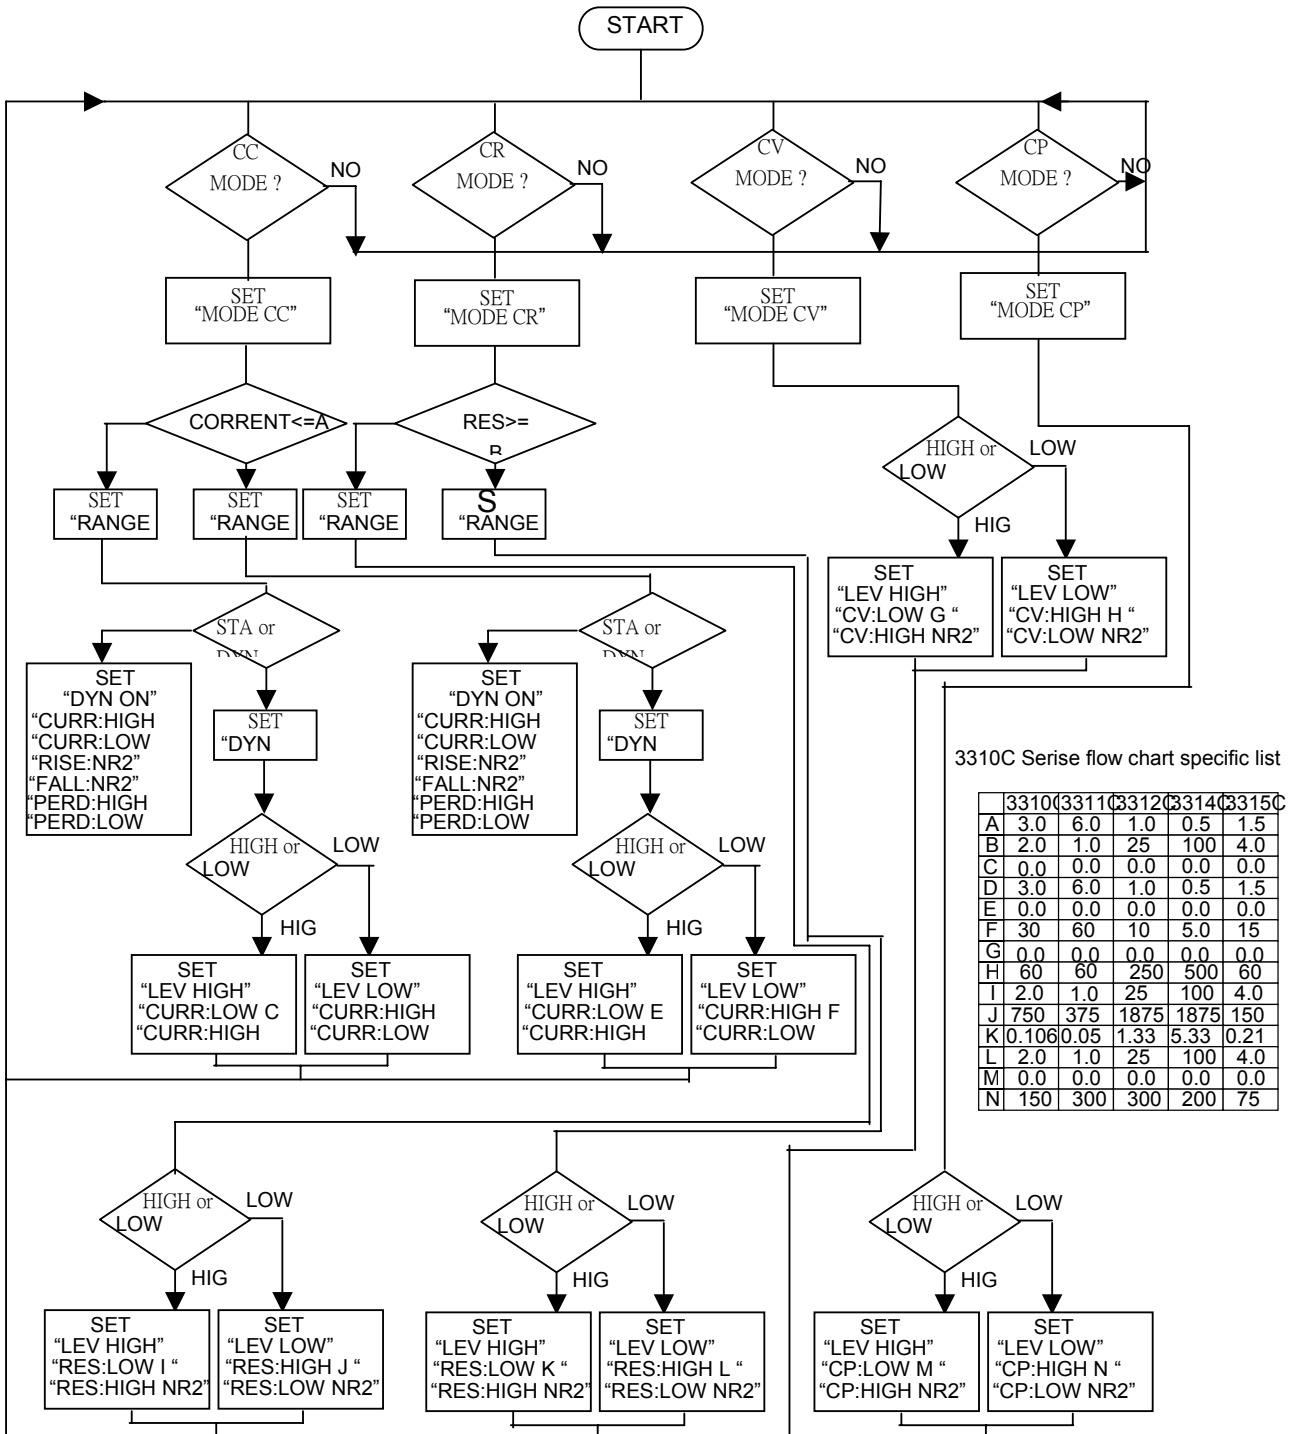 START
CC
MODE ?
NO
CR
MODE ?
NO
CV
MODE ?
NO
CP
MODE ?
NO
SET
“MODE CC”
SET
“MODE CR”
SET
“MODE CV”
SET
“MODE CP”
CORRENT<=A
RES>=
B
HIGH or
LOW
LOW
HIG
SET
“RANGE
SET
“RANGE
SET
“RANGE
S
“RANGE
SET
“LEV HIGH”
“CV:LOW G “
“CV:HIGH NR2”
SET
“LEV LOW”
“CV:HIGH H “
“CV:LOW NR2”
STA or
DYN
STA or
DYN
SET
“DYN ON”
“CURR:HIGH
“CURR:LOW
“RISE:NR2”
“FALL:NR2”
“PERD:HIGH
“PERD:LOW
SET
“DYN
SET
“DYN ON”
“CURR:HIGH
“CURR:LOW
“RISE:NR2”
“FALL:NR2”
“PERD:HIGH
“PERD:LOW
SET
“DYN
HIGH or
LOW
LOW
HIG
HIGH or
LOW
LOW
HIG
3310C Serise flow chart specific list
3310C 3311C 3312C 3314C 3315C
A 3.0 6.0 1.0 0.5 1.5
B 2.0 1.0 25 100 4.0
C 0.0 0.0 0.0 0.0 0.0
D 3.0 6.0 1.0 0.5 1.5
E 0.0 0.0 0.0 0.0 0.0
F 30 60 10 5.0 15
G 0.0 0.0 0.0 0.0 0.0
H 60 60 250 500 60
I 2.0 1.0 25 100 4.0
J 750 375 1875 1875 150
K 0.106 0.05 1.33 5.33 0.21
L 2.0 1.0 25 100 4.0
M 0.0 0.0 0.0 0.0 0.0
N 150 300 300 200 75
SET
“LEV HIGH”
“CURR:LOW C
“CURR:HIGH
SET
“LEV LOW”
“CURR:HIGH
“CURR:LOW
SET
“LEV HIGH”
“CURR:LOW E
“CURR:HIGH
SET
“LEV LOW”
“CURR:HIGH F
“CURR:LOW
HIGH or
LOW
LOW
HIG
HIGH or
LOW
LOW
HIG
HIGH or
LOW
LOW
HIG
SET
“LEV HIGH”
“RES:LOW I “
“RES:HIGH NR2”
SET
“LEV LOW”
“RES:HIGH J “
“RES:LOW NR2”
SET
“LEV HIGH”
“RES:LOW K “
“RES:HIGH NR2”
SET
“LEV LOW”
“RES:HIGH L “
“RES:LOW NR2”
SET
“LEV HIGH”
“CP:LOW M “
“CP:HIGH NR2”
SET
“LEV LOW”
“CP:HIGH N “
“CP:LOW NR2”